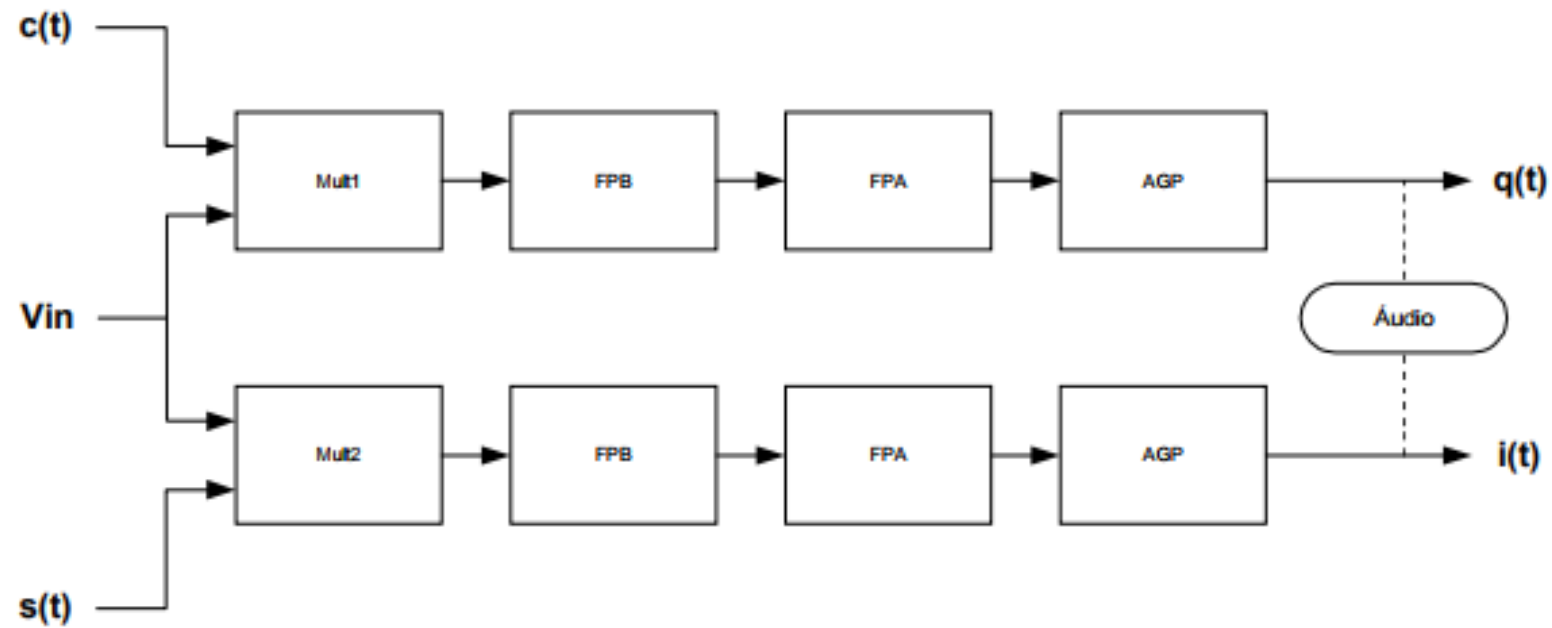 c(t)
Mult1 FPB FPA AGP q(t)
Vin Áudio
Mult2 FPB FPA AGP i(t)
s(t)